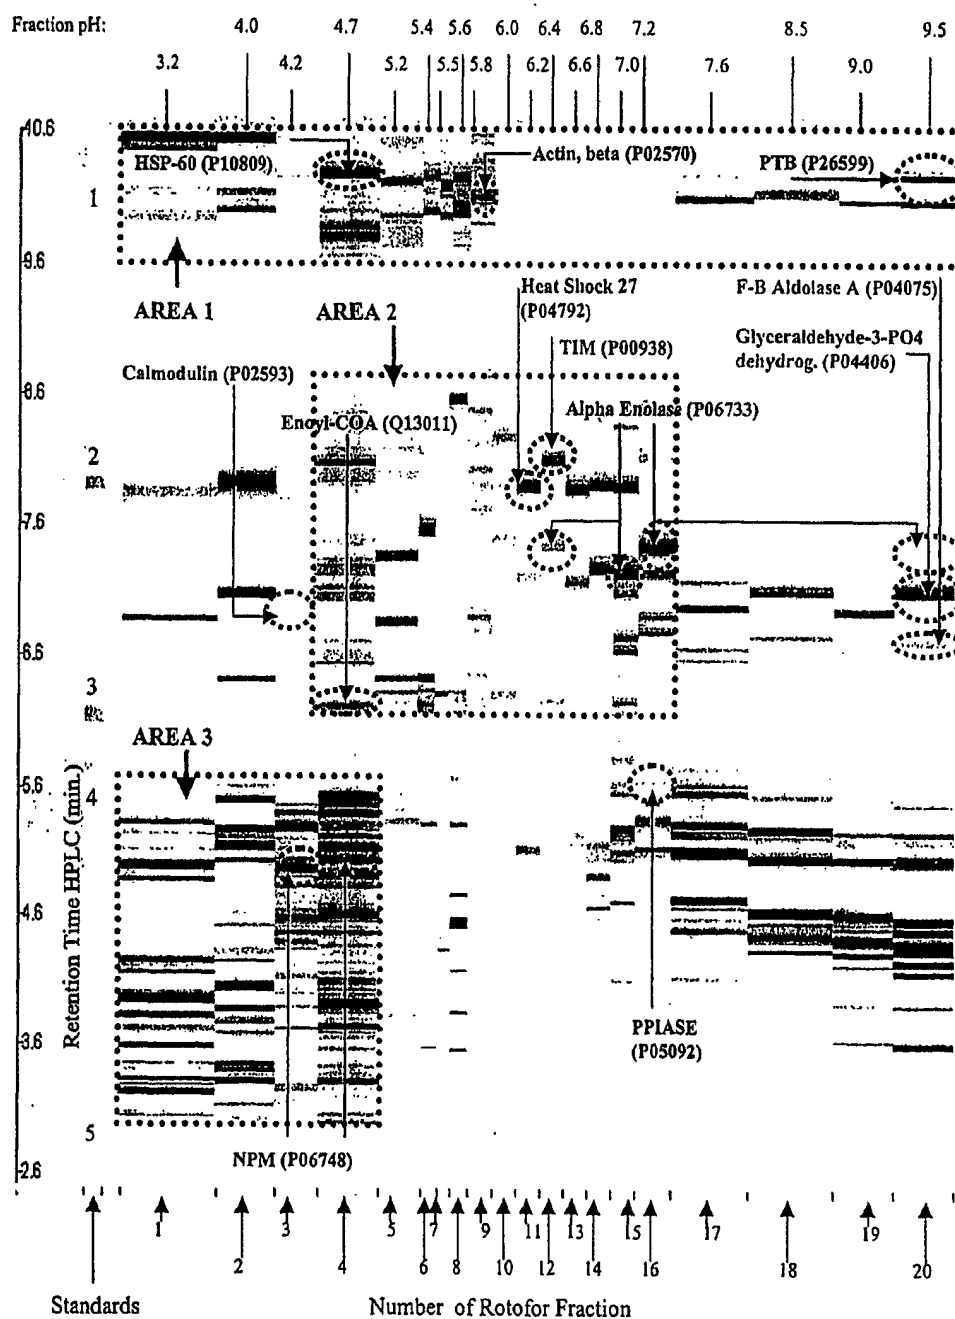 Fraction pH:
4.0 4.7 5.4 5.6 6.0 6.4 6.8 7.2 8.5 9.5
3.2 4.2 5.2 5.5 5.8 6.2 6.6 7.0 7.6 9.0
10.6
HSP-60 (P10809)
Actin, beta (P02570)
PTB (P26599)
1
9.6
AREA 1
AREA 2
Heat Shock 27
(P04792)
F-B Aldolase A (P04075)
TIM (P00938)
Glyceraldehyde-3-PO4
dehydrog. (P04406)
Calmodulin (P02593)
8.6
Enoyl-COA (Q13011)
Alpha Enolase (P06733)
2
7.6
6.6
3
AREA 3
5.6
4
4.6
Retention Time HPLC (min.)
3.6
PPIASE
(P05092)
5
NPM (P06748)
2.6
1 3 5 7 9 11 13 15 17 19
2 4 6 8 10 12 14 16 18 20
Standards
Number of Rotofor Fraction